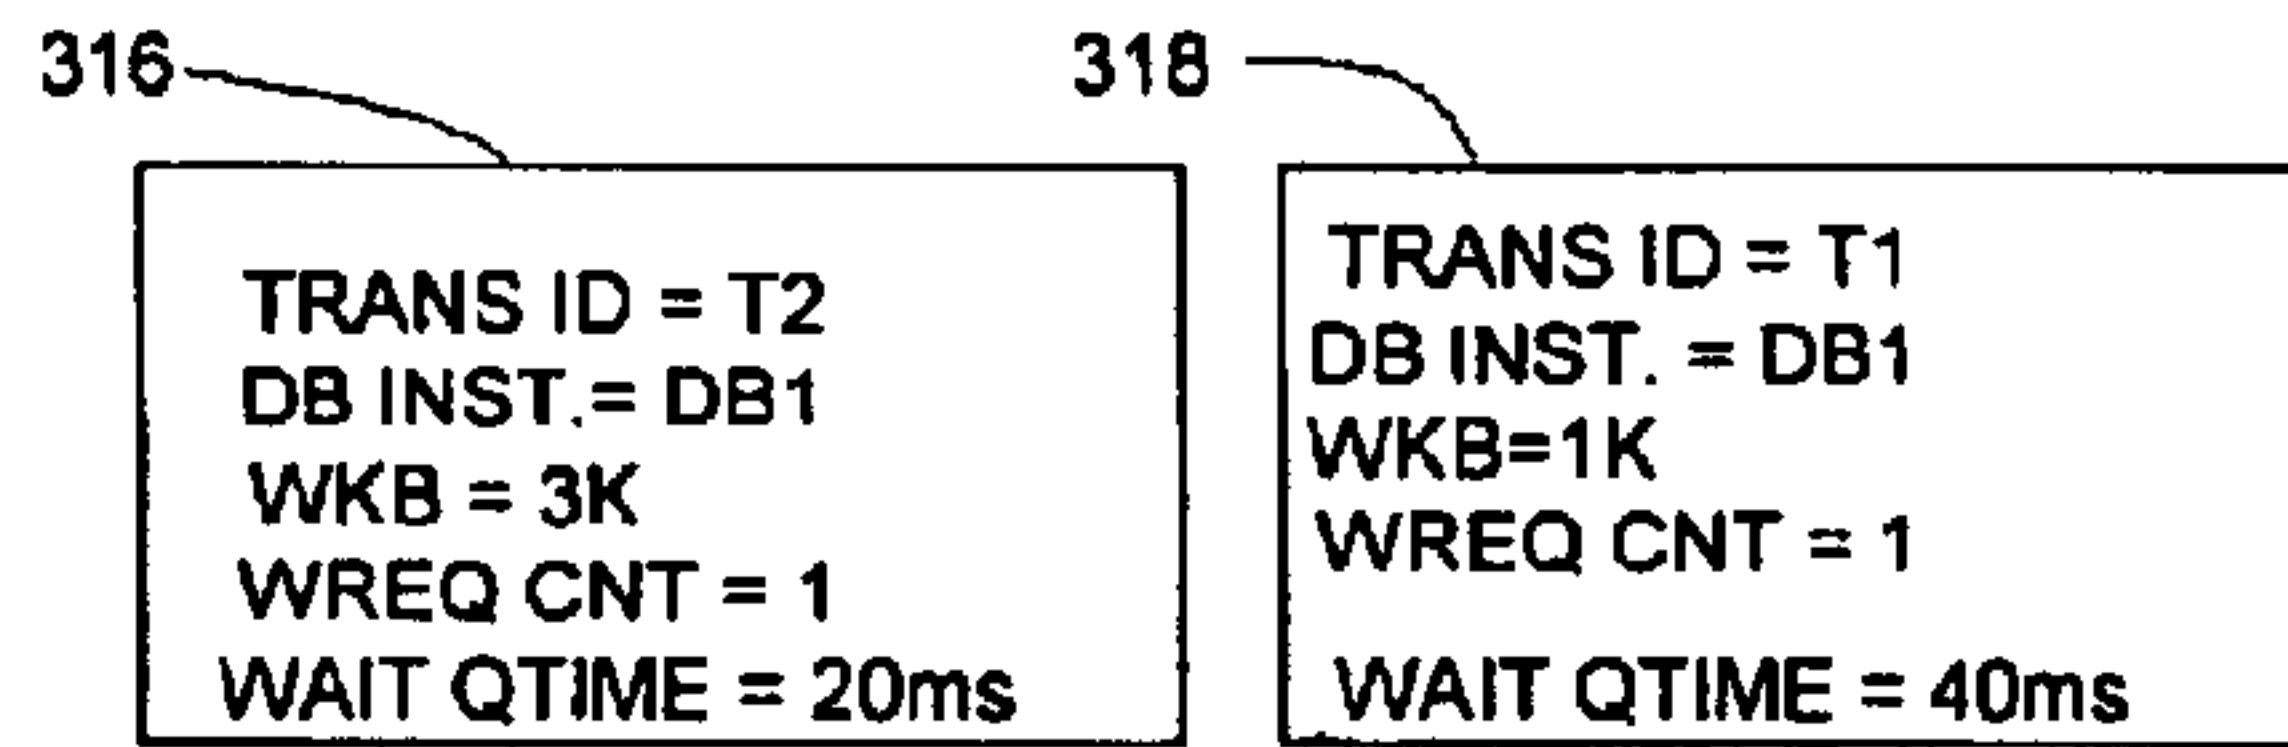 316
TRANS ID = T2
DB INST.= DB1
WKB = 3K
WREQ CNT = 1
WAIT QTIME = 20ms
318
TRANS ID = T1
DB INST. = DB1
WKB=1K
WREQ CNT = 1
WAIT QTIME = 40ms